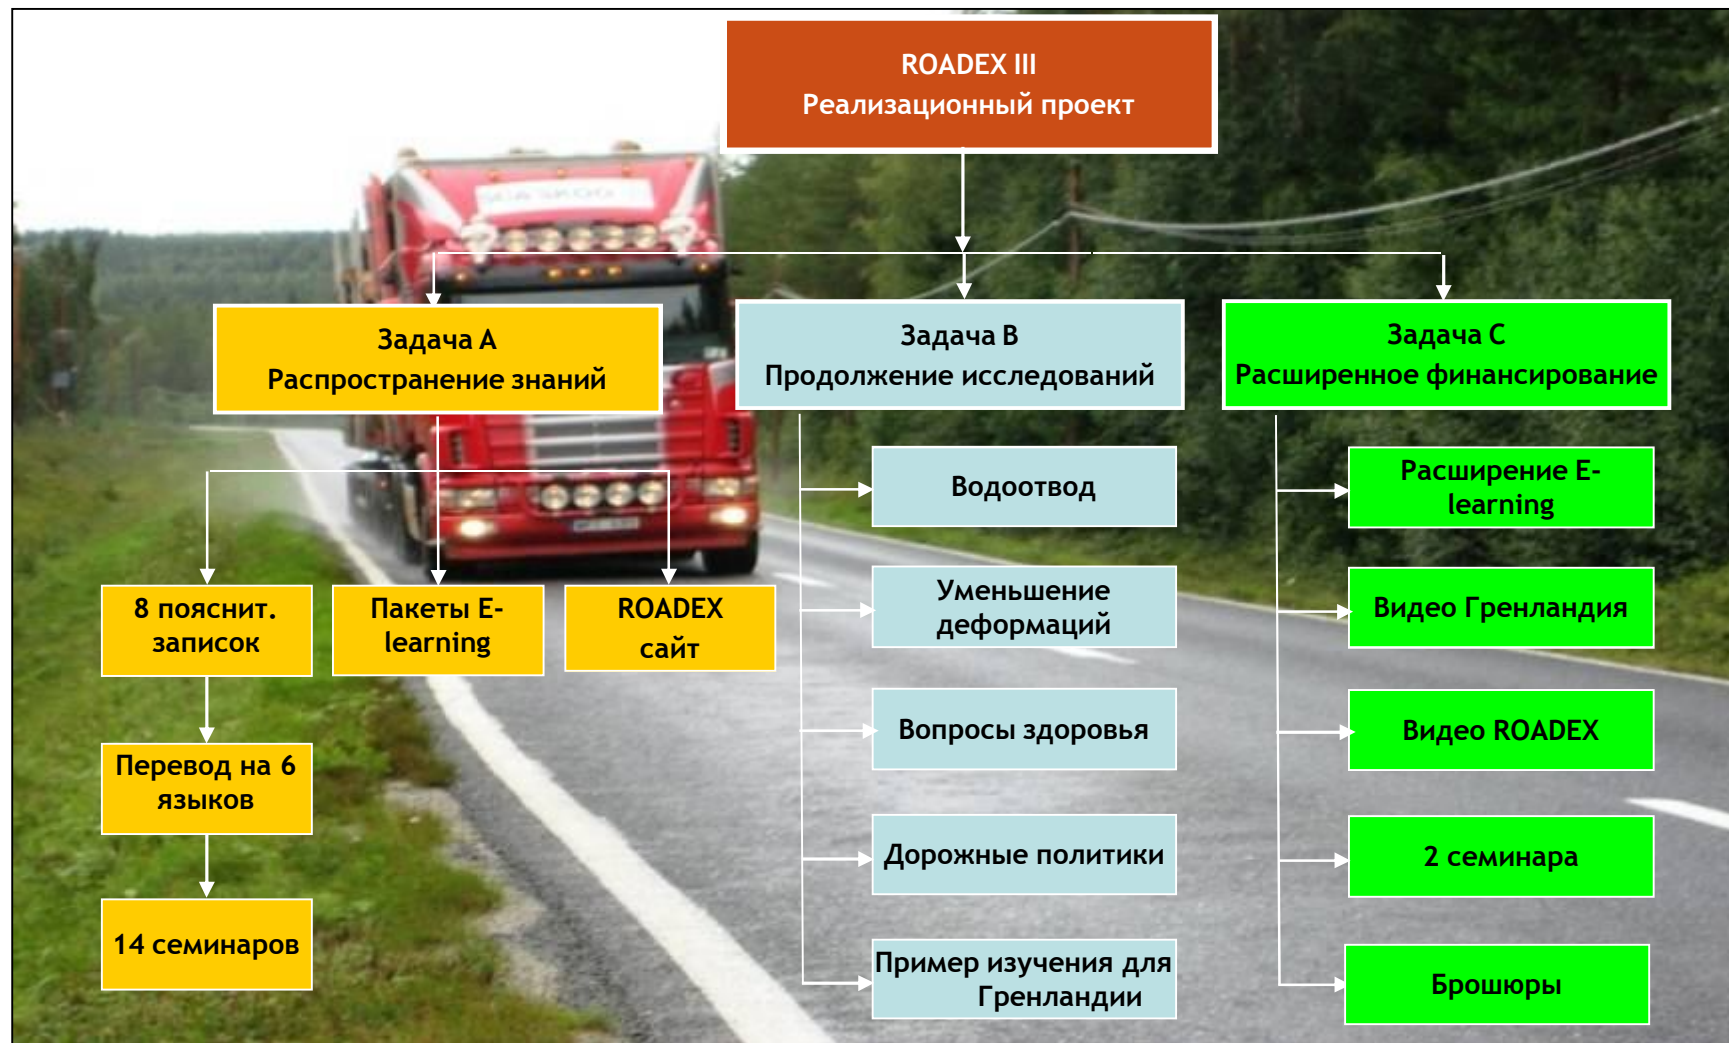 ROADEX III
Реализационный проект
Задача А
Распространение знаний
8 пояснит.
записок
Перевод на 6
языков
14 семинаров
Пакеты E-
learning
ROADEX
сайт
Задача В
Продолжение исследований
Водоотвод
Уменьшение
деформаций
Вопросы здоровья
Дорожные политики
Пример изучения для
Гренландии
Задача С
Расширенное финансирование
Расширение E-
learning
Видео Гренландия
Видео ROADEX
2 семинара
Брошюры
SCA SKOG